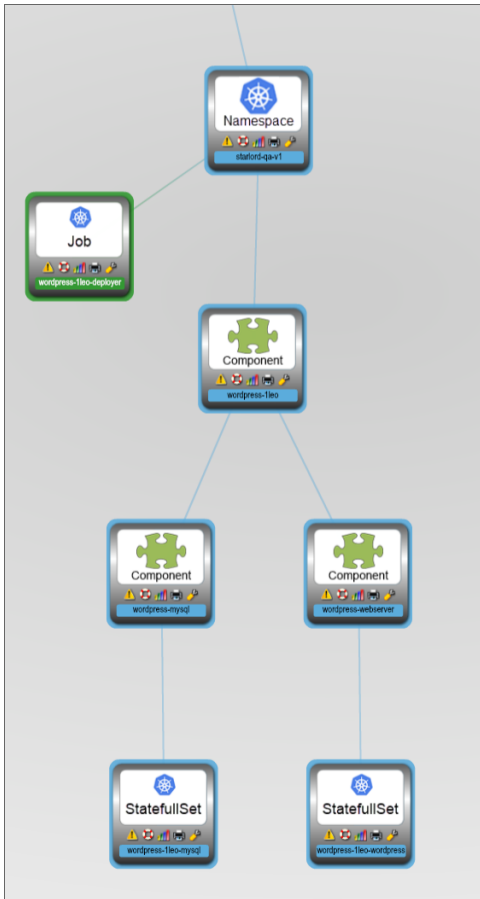 Namespace
starlord-qa-v1
Job
wordpress-1leo-deployer
Component
wordpress-1leo
Component
wordpress-mysql
Component
wordpress-webserver
StatefullSet
wordpress-1leo-mysql
StatefullSet
wordpress-1leo-wordpress